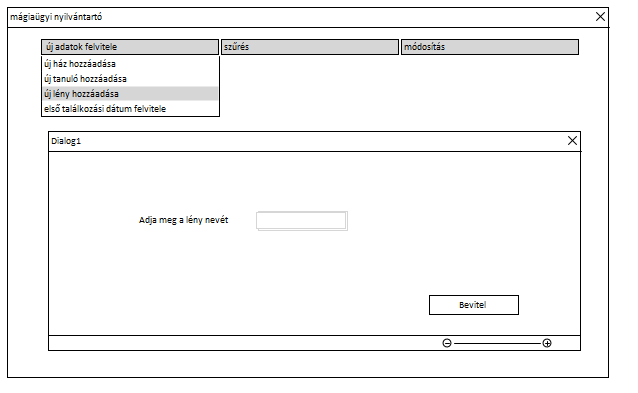 mágiaügyi nyilvántartó
új adatok felvitele szűrés módosítás
új ház hozzáadása
új tanuló hozzáadása
új lény hozzáadása
első találkozási dátum felvitele
Dialog1
Adja meg a lény nevét
Bevitel